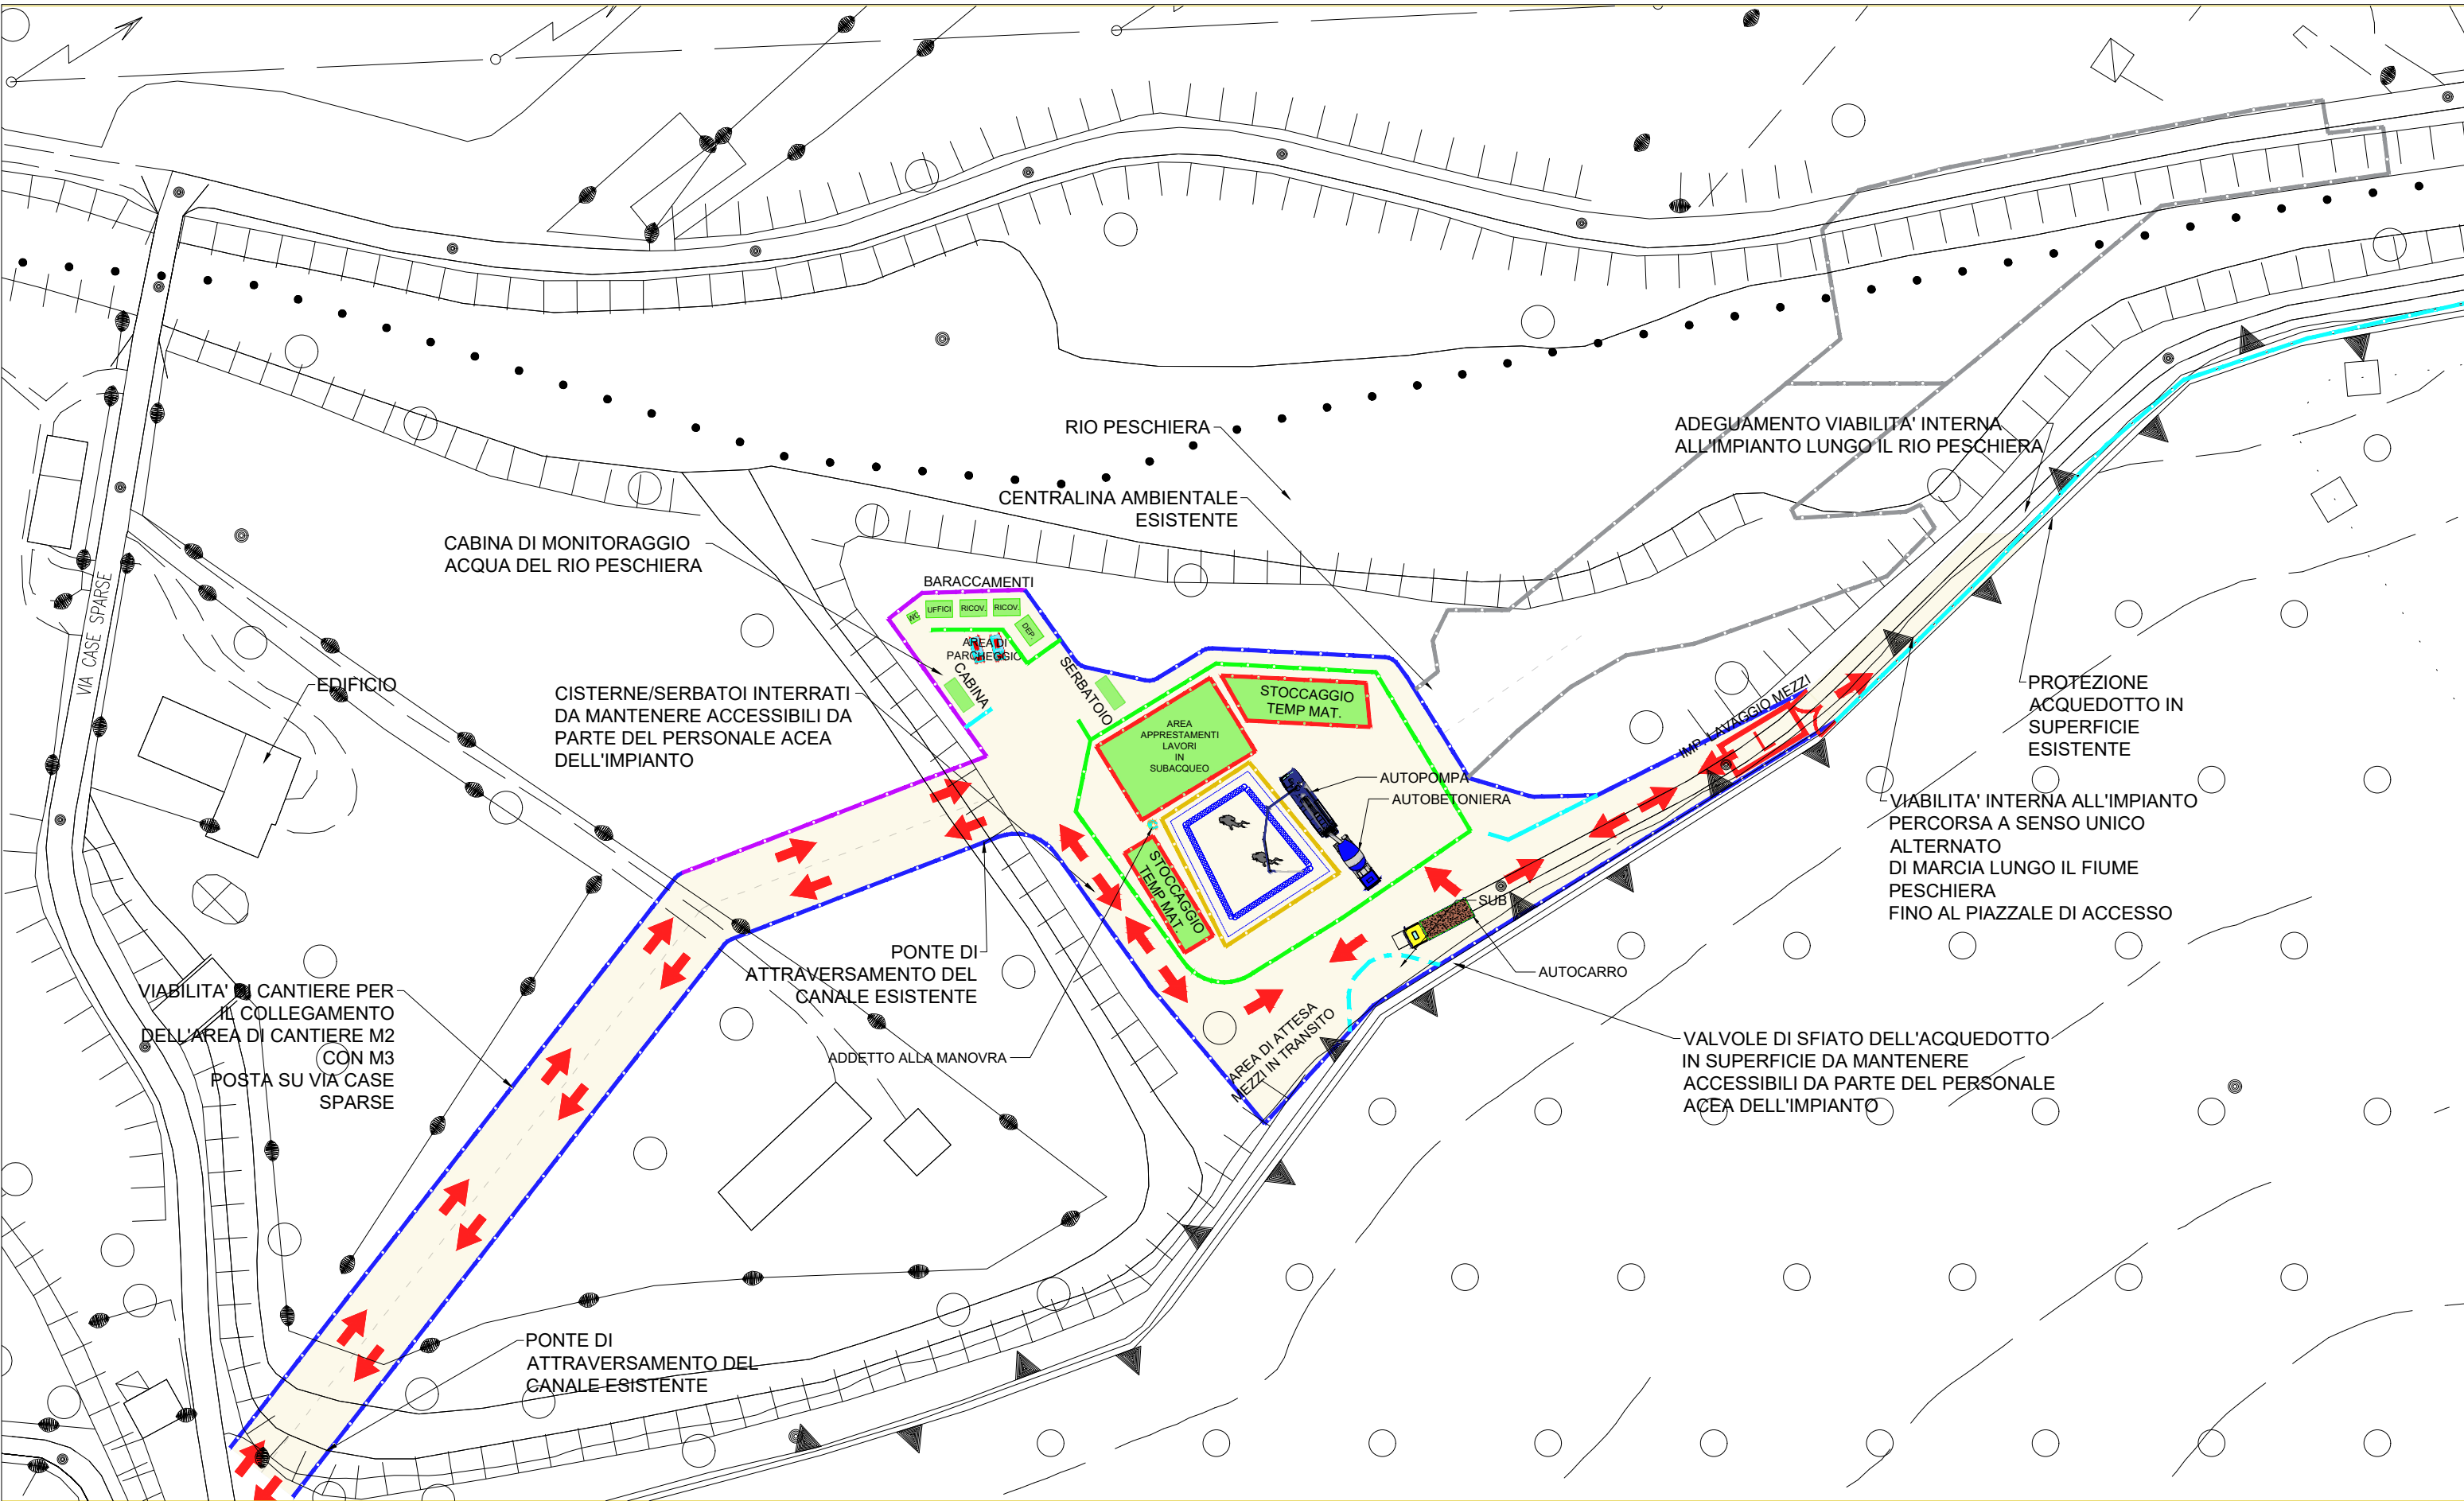 RIO PESCHIERA
ADEGUAMENTO VIABILITA' INTERNA
ALL'IMPIANTO LUNGO IL RIO PESCHIERA
CENTRALINA AMBIENTALE
ESISTENTE
CABINA DI MONITORAGGIO
ACQUA DEL RIO PESCHIERA
BARACCAMENTI
WC
UFFICI
RICOV.
RICOV.
DEP.
AREA DI
PARCHEGGIO
CABINA
SERBATOIO
VIA CASE SPARSE
EDIFICIO
CISTERNE/SERBATOI INTERRATI
DA MANTENERE ACCESSIBILI DA
PARTE DEL PERSONALE ACEA
DELL'IMPIANTO
STOCCAGGIO
TEMP MAT.
AREA
APPRESTAMENTI
LAVORI
IN
SUBACQUEO
IMP. LAVAGGIO MEZZI
PROTEZIONE
ACQUEDOTTO IN
SUPERFICIE
ESISTENTE
AUTOPOMPA
AUTOBETONIERA
VIABILITA' INTERNA ALL'IMPIANTO
PERCORSA A SENSO UNICO
ALTERNATO
DI MARCIA LUNGO IL FIUME
PESCHIERA
FINO AL PIAZZALE DI ACCESSO
STOCCAGGIO
TEMP MAT.
SUB
PONTE DI
ATTRAVERSAMENTO DEL
CANALE ESISTENTE
AUTOCARRO
VIABILITA' DI CANTIERE PER
IL COLLEGAMENTO
DELL'AREA DI CANTIERE M2
CON M3
POSTA SU VIA CASE
SPARSE
ADDETTO ALLA MANOVRA
AREA DI ATTESA
MEZZI IN TRANSITO
VALVOLE DI SFIATO DELL'ACQUEDOTTO
IN SUPERFICIE DA MANTENERE
ACCESSIBILI DA PARTE DEL PERSONALE
ACEA DELL'IMPIANTO
PONTE DI
ATTRAVERSAMENTO DEL
CANALE ESISTENTE